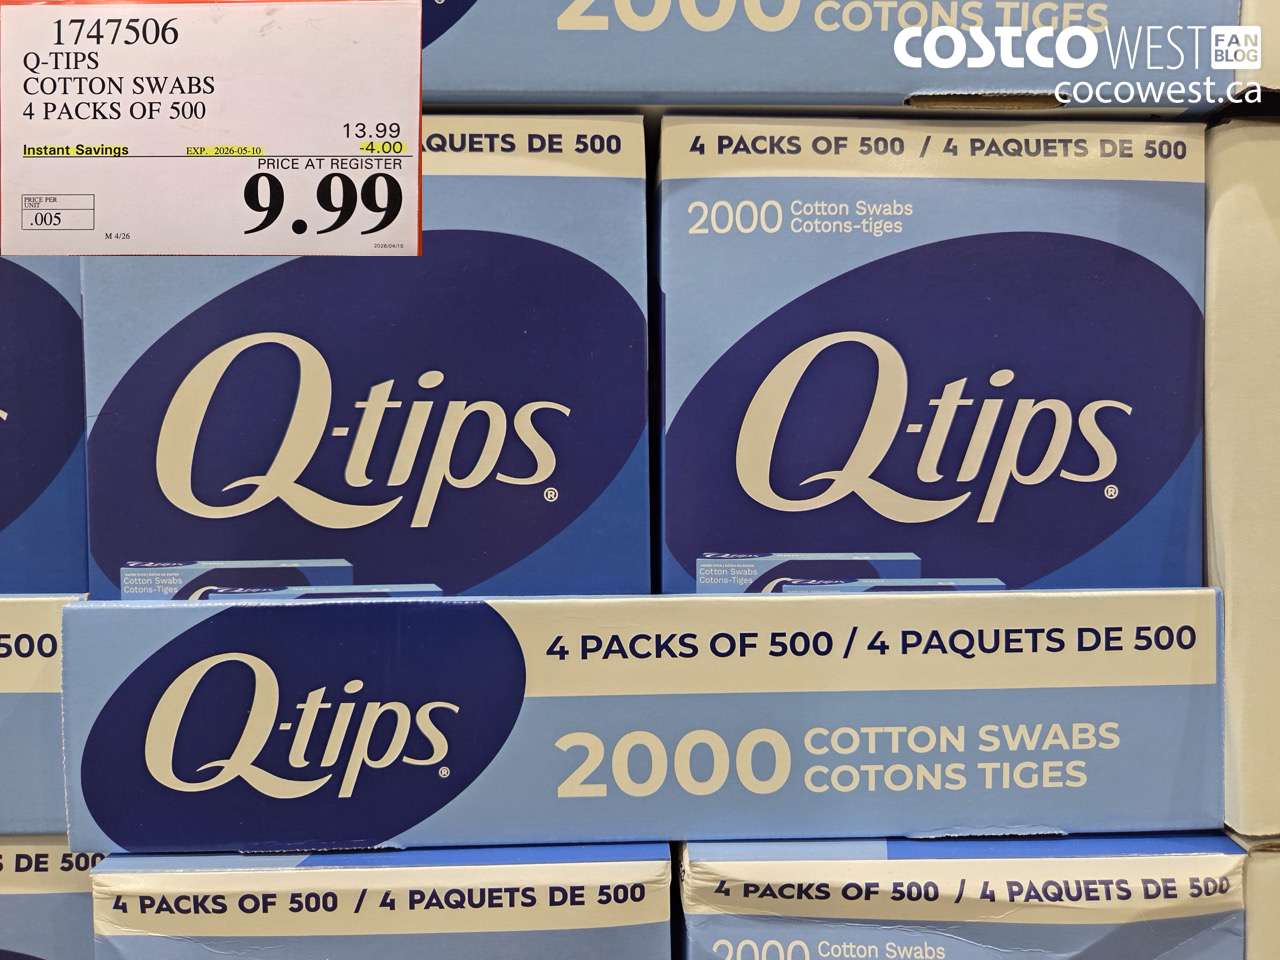 1747506
Q-TIPS
COTTON SWABS
4 PACKS OF 500
13.99
Instant Savings EXP. 2026-05-10 -4.00
PRICE AT REGISTER
9.99
PRICE PER
UNIT
.005
M 4/26
2000 COTONS TIGES
COSTCO WEST FAN BLOG
cocowest.ca
AQUETS DE 500
4 PACKS OF 500 / 4 PAQUETS DE 500
2000 Cotton Swabs
Cotons-tiges
Q-tips®
Q-tips®
Cotton Swabs
Cotons-Tiges
Cotton Swabs
Cotons-Tiges
500
Q-tips®
4 PACKS OF 500 / 4 PAQUETS DE 500
2000 COTTON SWABS
COTONS TIGES
S DE 500
4 PACKS OF 500 / 4 PAQUETS DE 500
4 PACKS OF 500 / 4 PAQUETS DE 500
2000 Cotton Swabs